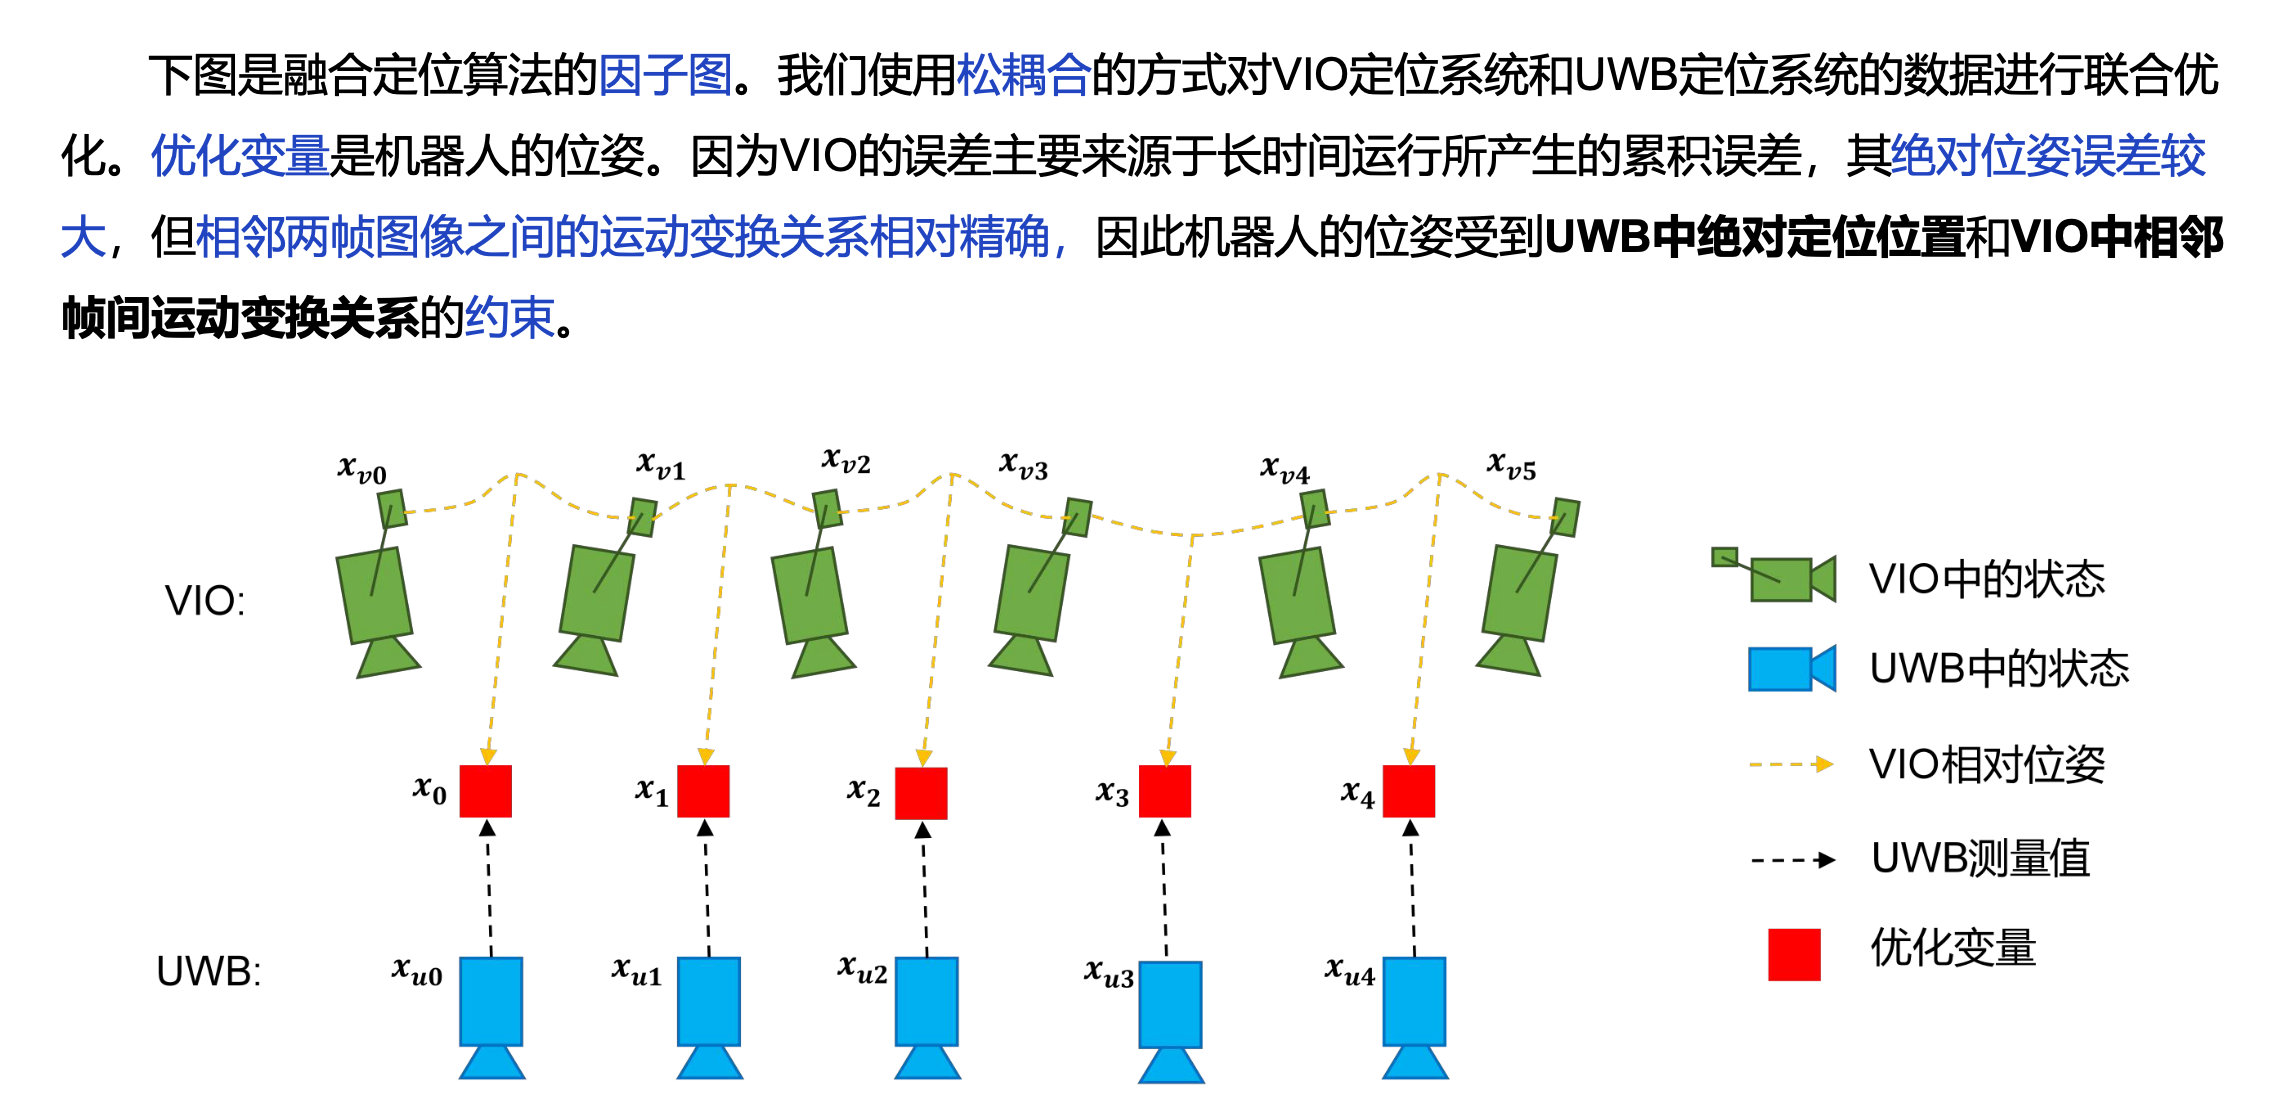 下图是融合定位算法的因子图。我们使用松耦合的方式对VIO定位系统和UWB定位系统的数据进行联合优
化。优化变量是机器人的位姿。因为VIO的误差主要来源于长时间运行所产生的累积误差，其绝对位姿误差较
大，但相邻两帧图像之间的运动变换关系相对精确，因此机器人的位姿受到UWB中绝对定位位置和VIO中相邻
帧间运动变换关系的约束。
x_{v0} x_{v1} x_{v2} x_{v3} x_{v4} x_{v5}
VIO:
x_0 x_1 x_2 x_3 x_4
UWB:
x_{u0} x_{u1} x_{u2} x_{u3} x_{u4}
VIO中的状态
UWB中的状态
VIO相对位姿
UWB测量值
优化变量